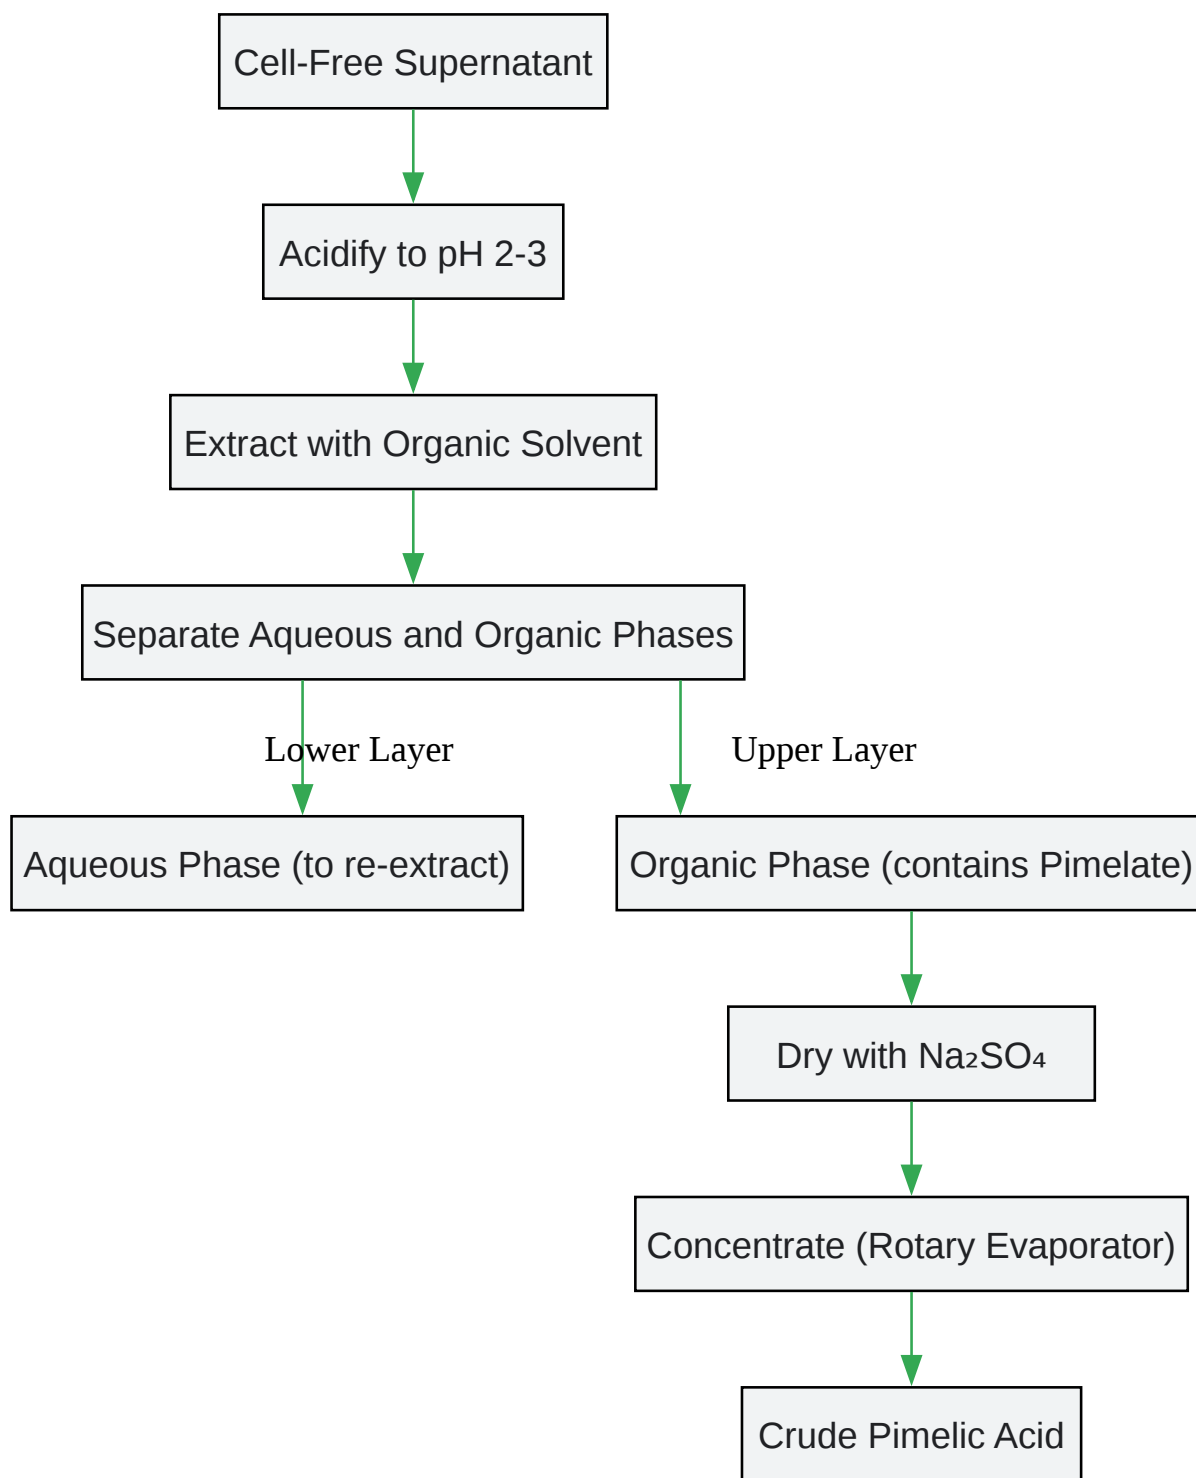 Cell-Free Supernatant
Acidify to pH 2-3
Extract with Organic Solvent
Separate Aqueous and Organic Phases
Lower Layer
Upper Layer
Aqueous Phase (to re-extract)
Organic Phase (contains Pimelate)
Dry with Na₂SO₄
Concentrate (Rotary Evaporator)
Crude Pimelic Acid